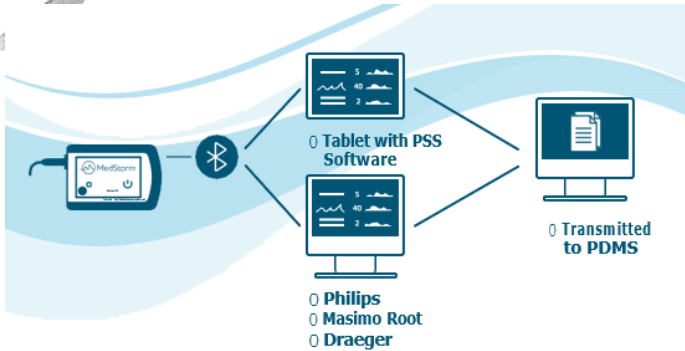 MedStorm
5
40
2
0 Tablet with PSS
Software
5
40
2
0 Philips
0 Masimo Root
0 Draeger
0 Transmitted
to PDMS